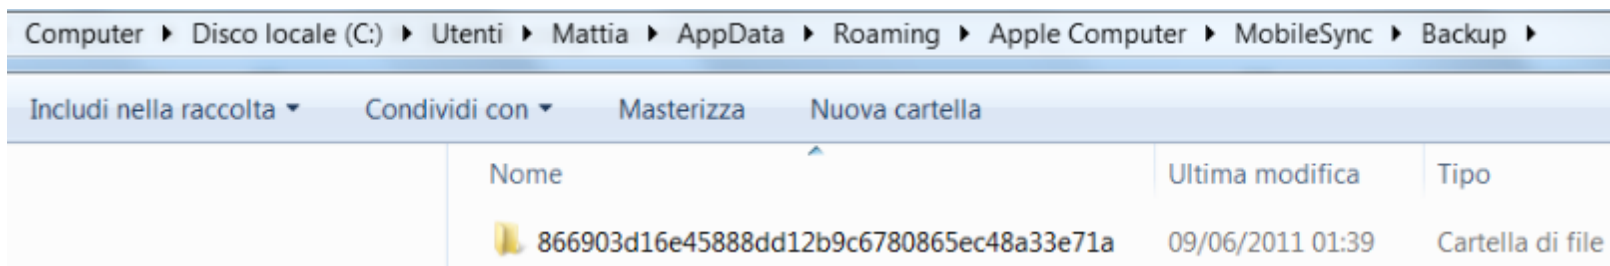 Computer ▸ Disco locale (C:) ▸ Utenti ▸ Mattia ▸ AppData ▸ Roaming ▸ Apple Computer ▸ MobileSync ▸ Backup ▸
Includi nella raccolta ▾ Condividi con ▾ Masterizza Nuova cartella
Nome Ultima modifica Tipo
866903d16e45888dd12b9c6780865ec48a33e71a 09/06/2011 01:39 Cartella di file